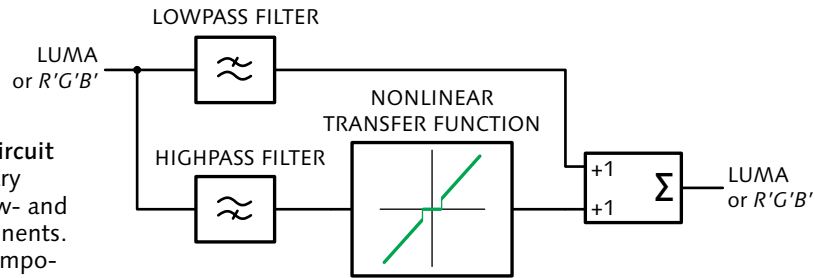 LOWPASS FILTER
LUMA
or R'G'B'
NONLINEAR
TRANSFER FUNCTION
HIGHPASS FILTER
+1
+1
Σ
LUMA
or R'G'B'
ircuit
ry
w- and
nents.
mpo-